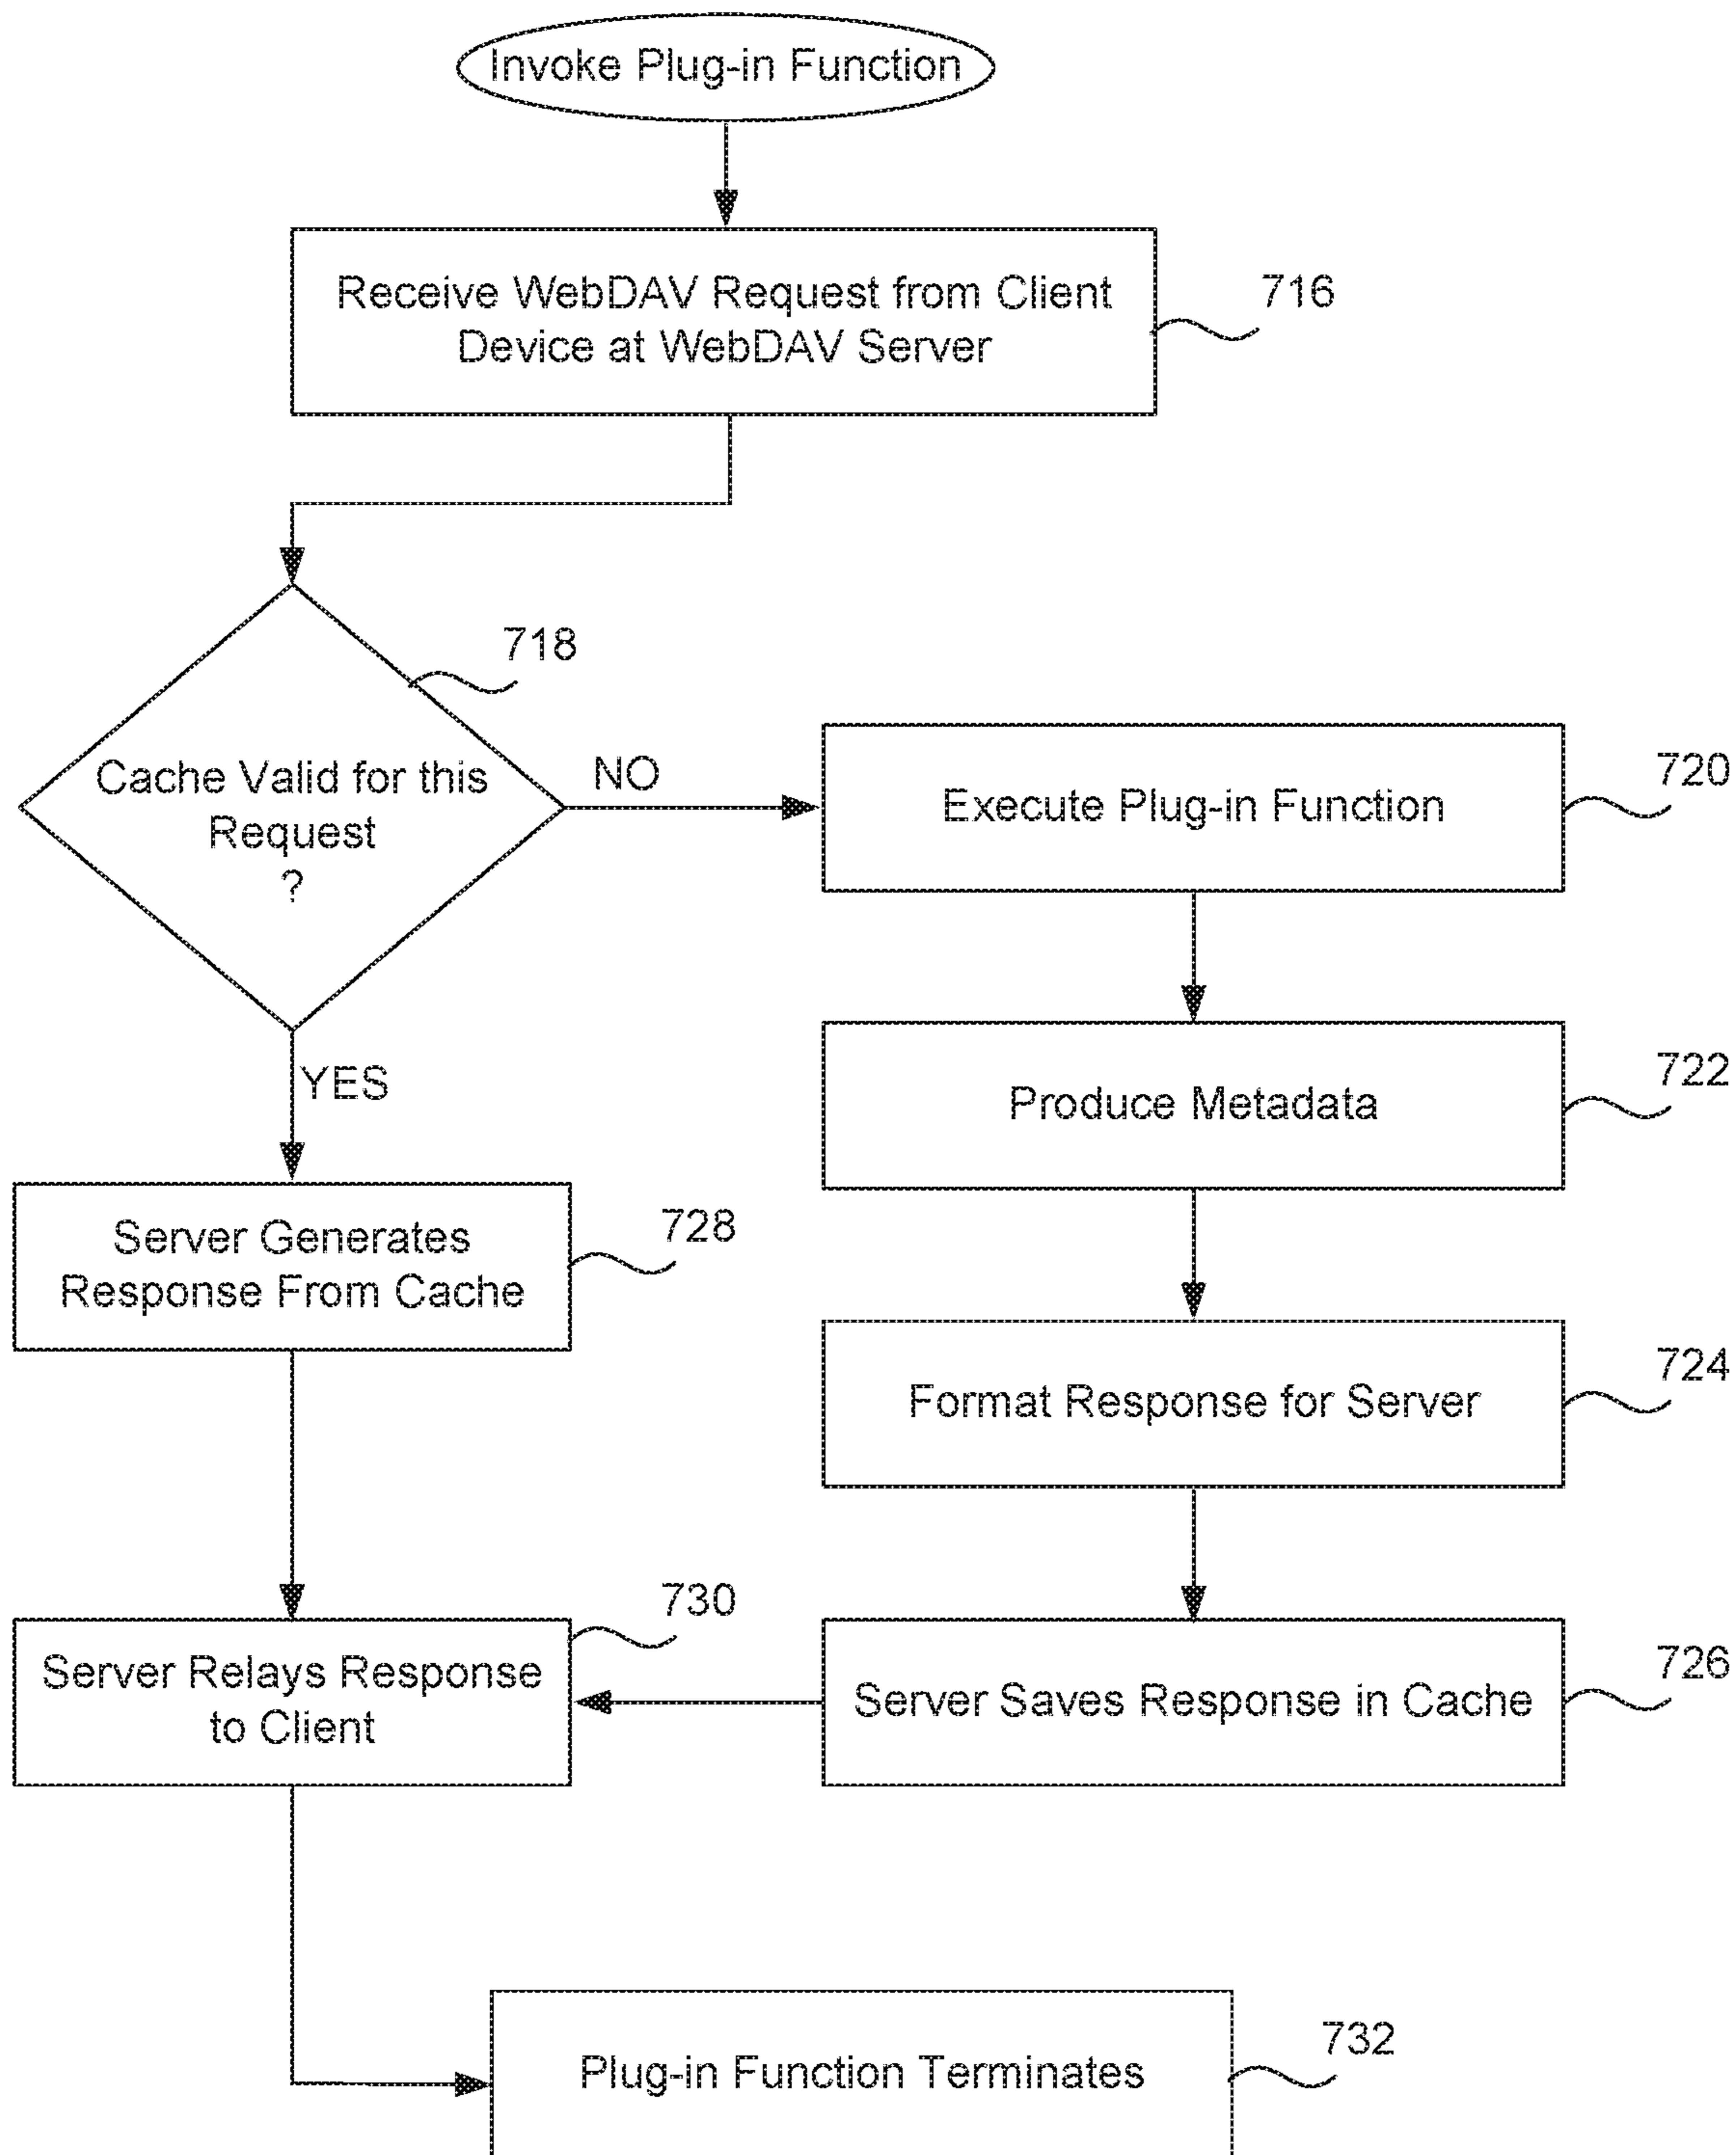 Invoke Plug-in Function
Receive WebDAV Request from Client
Device at WebDAV Server
716
718
Cache Valid for this
Request
?
NO
Execute Plug-in Function
720
Produce Metadata
722
YES
Server Generates
Response From Cache
728
Format Response for Server
724
Server Relays Response
to Client
730
Server Saves Response in Cache
726
Plug-in Function Terminates
732